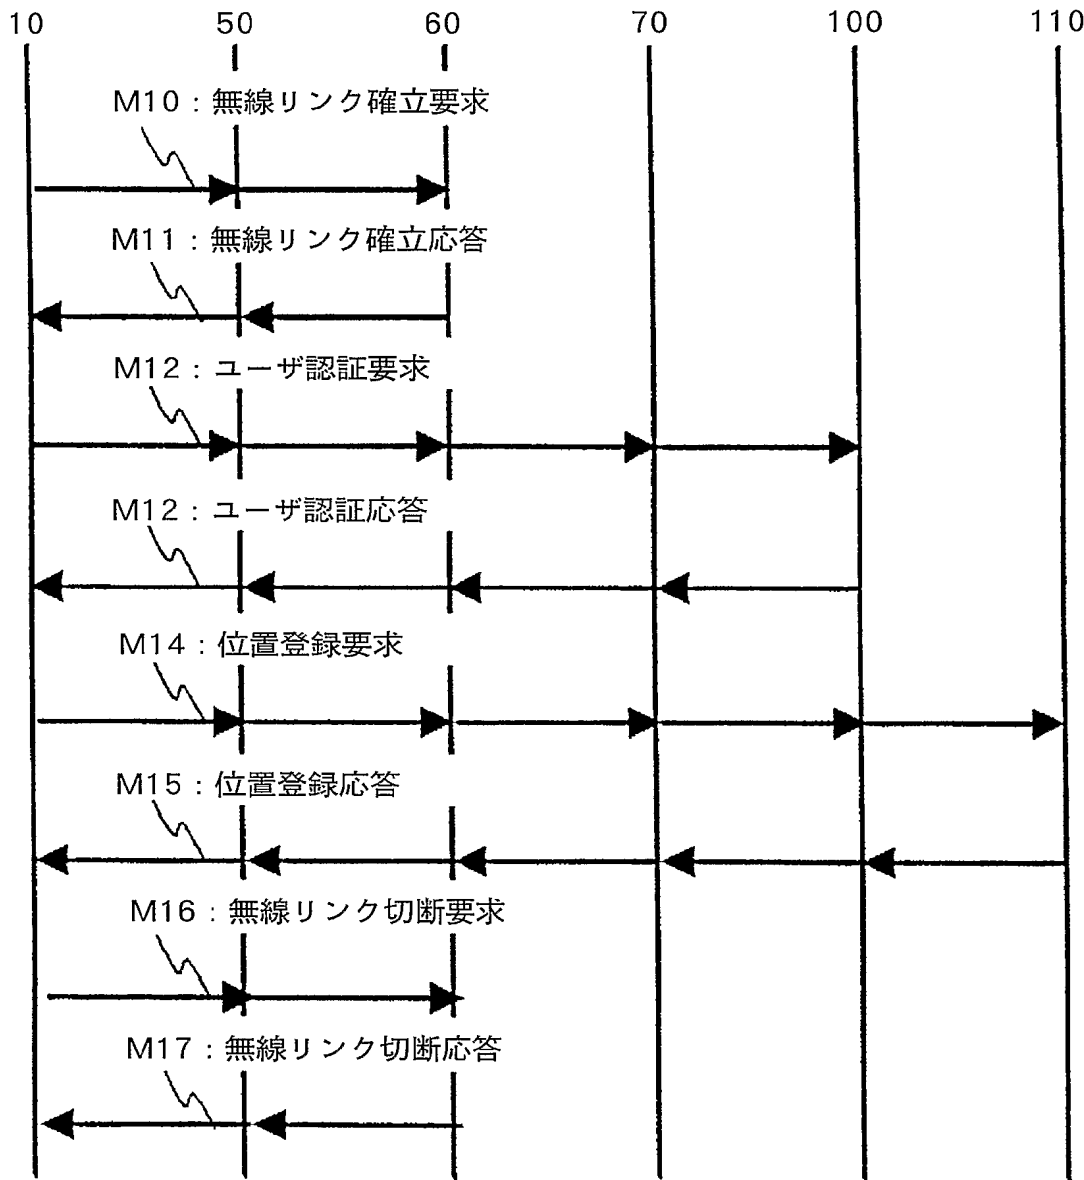 10 50 60 70 100 110
M10：無線リンク確立要求
M11：無線リンク確立応答
M12：ユーザ認証要求
M12：ユーザ認証応答
M14：位置登録要求
M15：位置登録応答
M16：無線リンク切断要求
M17：無線リンク切断応答